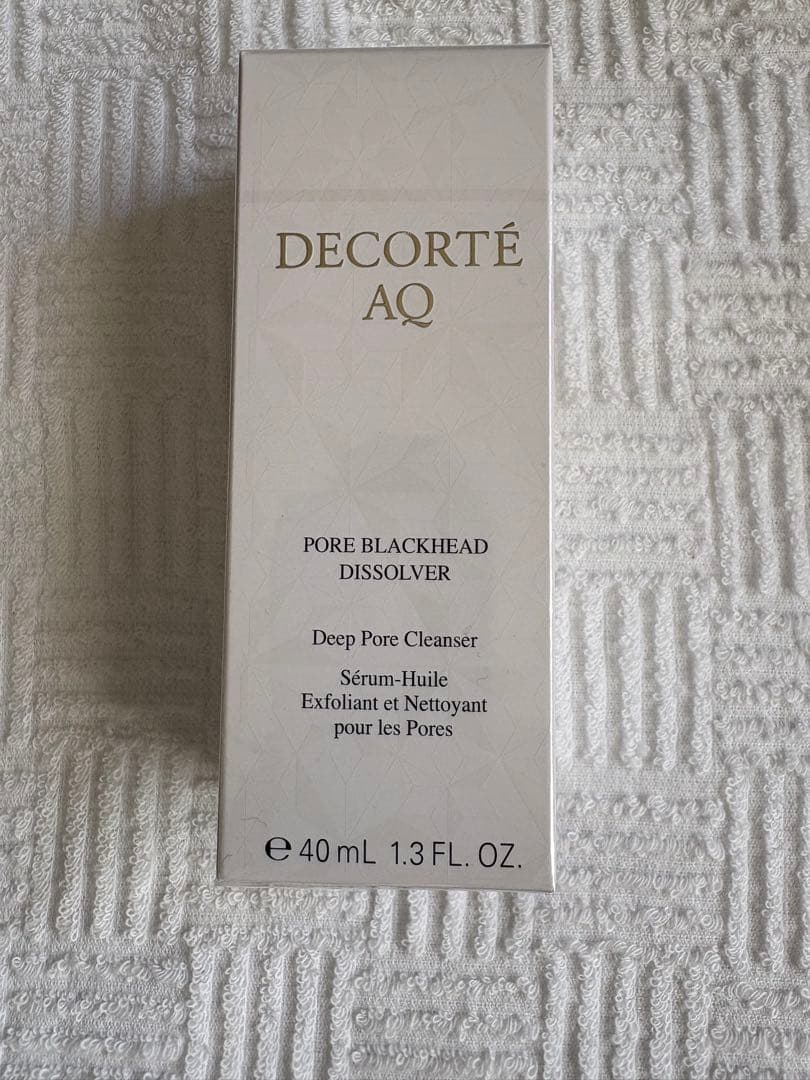 DECORTÉ
AQ
PORE BLACKHEAD
DISSOLVER
Deep Pore Cleanser
Sérum-Huile
Exfoliant et Nettoyant
pour les Pores
℮ 40 mL 1.3 FL. OZ.